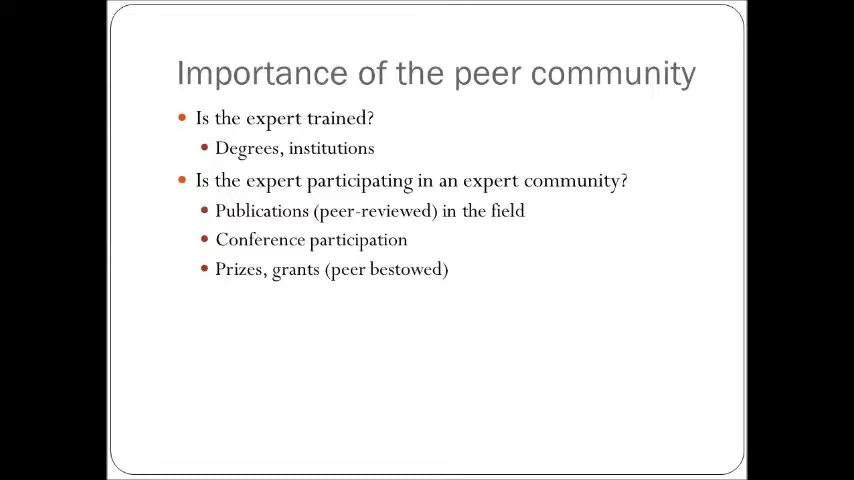 Importance of the peer community
Is the expert trained?
Degrees, institutions
Is the expert participating in an expert community?
Publications (peer-reviewed) in the field
Conference participation
Prizes, grants (peer bestowed)